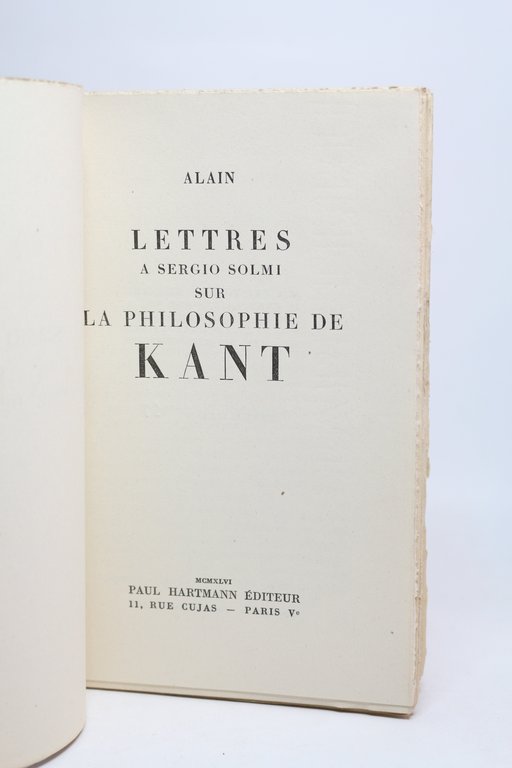 ALAIN
LETTRES
A SERGIO SOLMI
SUR
LA PHILOSOPHIE DE
KANT
MCMXLVI
PAUL HARTMANN ÉDITEUR
11, RUE CUJAS — PARIS Ve